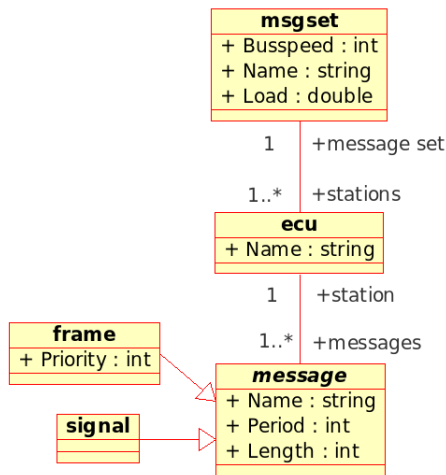 msgset
+ Busspeed : int
+ Name : string
+ Load : double
1 +message set
1..* +stations
ecu
+ Name : string
1 +station
1..* +messages
frame
+ Priority : int
message
+ Name : string
+ Period : int
+ Length : int
signal